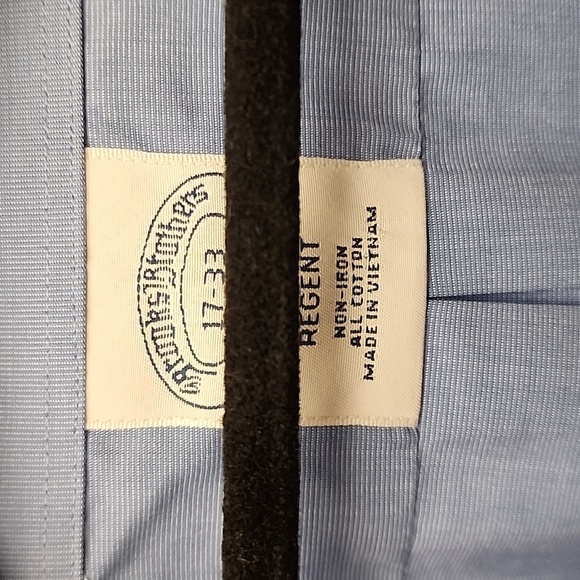 Brooks Brothers
17-33
REGENT
NON-IRON
ALL COTTON
MADE IN VIETNAM